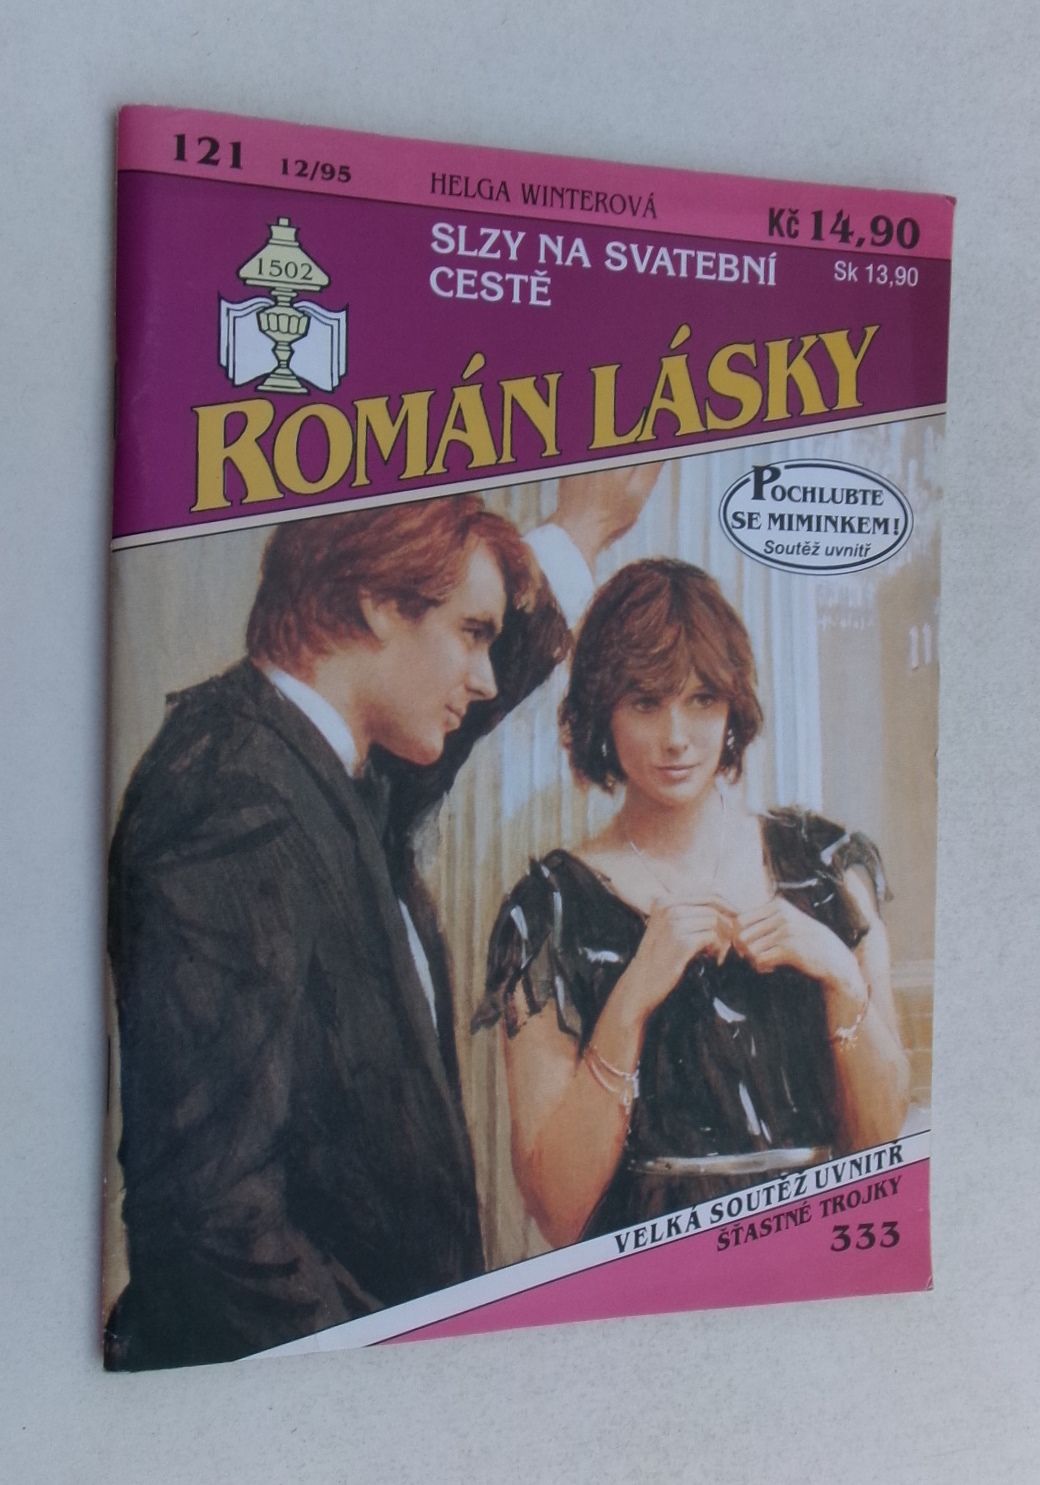 121 12/95
HELGA WINTEROVÁ
Kč 14,90
SLZY NA SVATEBNÍ
CESTĚ
Sk 13,90
1502
ROMÁN LÁSKY
POCHLUBTE
SE MIMINKEM!
Soutěž uvnitř
VELKÁ SOUTĚŽ UVNITŘ
ŠŤASTNÉ TROJKY
333